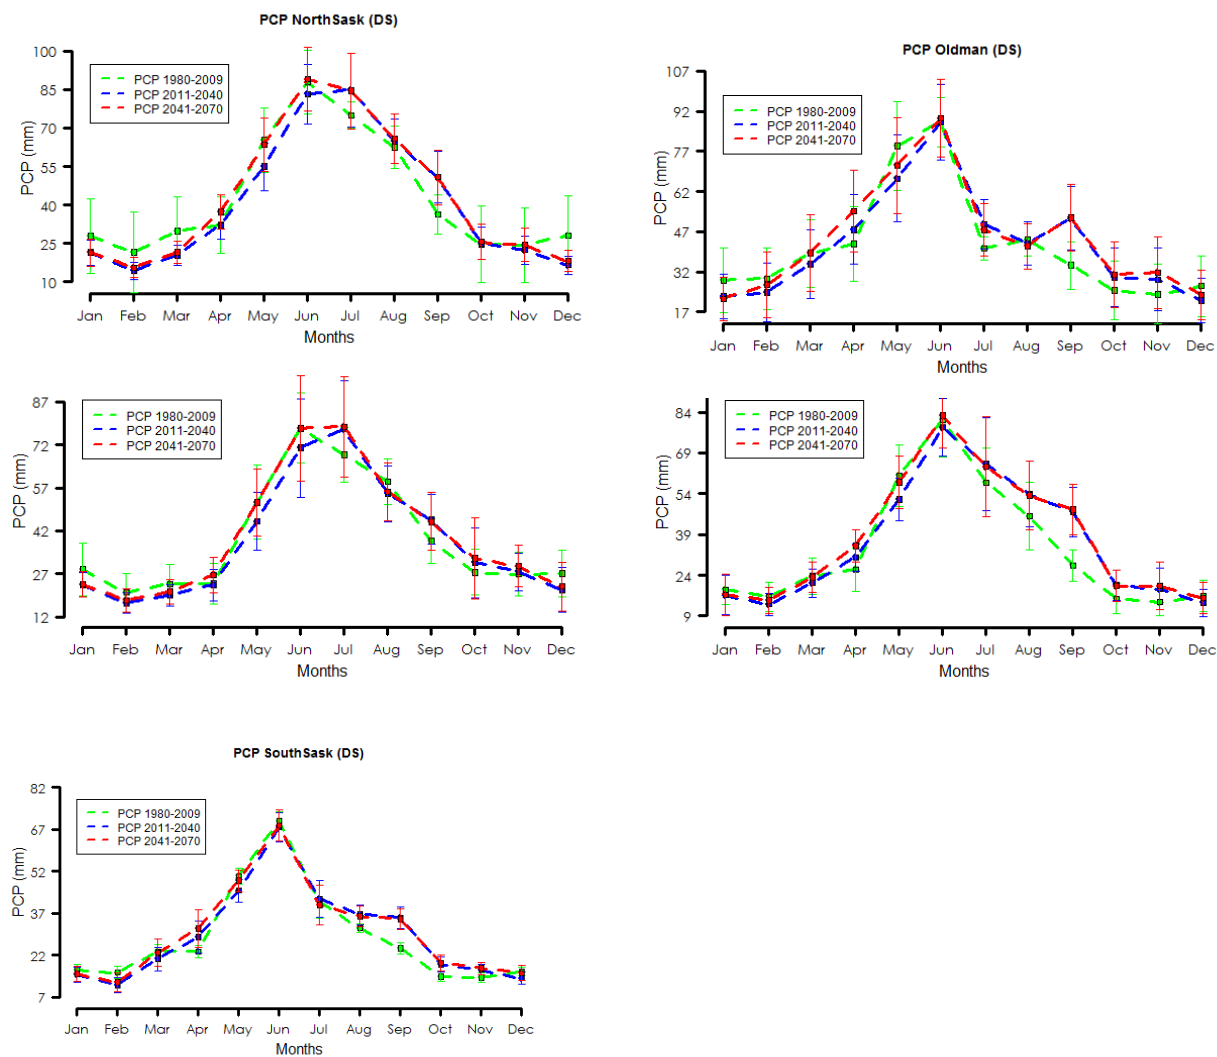 PCP NorthSask (DS)
PCP (mm)
100
85
70
55
40
25
10
PCP 1980-2009
PCP 2011-2040
PCP 2041-2070
Jan Feb Mar Apr May Jun Jul Aug Sep Oct Nov Dec
Months
PCP Oldman (DS)
PCP (mm)
107
92
77
62
47
32
17
PCP 1980-2009
PCP 2011-2040
PCP 2041-2070
Jan Feb Mar Apr May Jun Jul Aug Sep Oct Nov Dec
PCP (mm)
87
72
57
42
27
12
PCP 1980-2009
PCP 2011-2040
PCP 2041-2070
Jan Feb Mar Apr May Jun Jul Aug Sep Oct Nov Dec
Months
PCP (mm)
84
69
54
39
24
9
PCP 1980-2009
PCP 2011-2040
PCP 2041-2070
Jan Feb Mar Apr May Jun Jul Aug Sep Oct Nov Dec
Months
PCP SouthSask (DS)
PCP (mm)
82
67
52
37
22
7
PCP 1980-2009
PCP 2011-2040
PCP 2041-2070
Jan Feb Mar Apr May Jun Jul Aug Sep Oct Nov Dec
Months